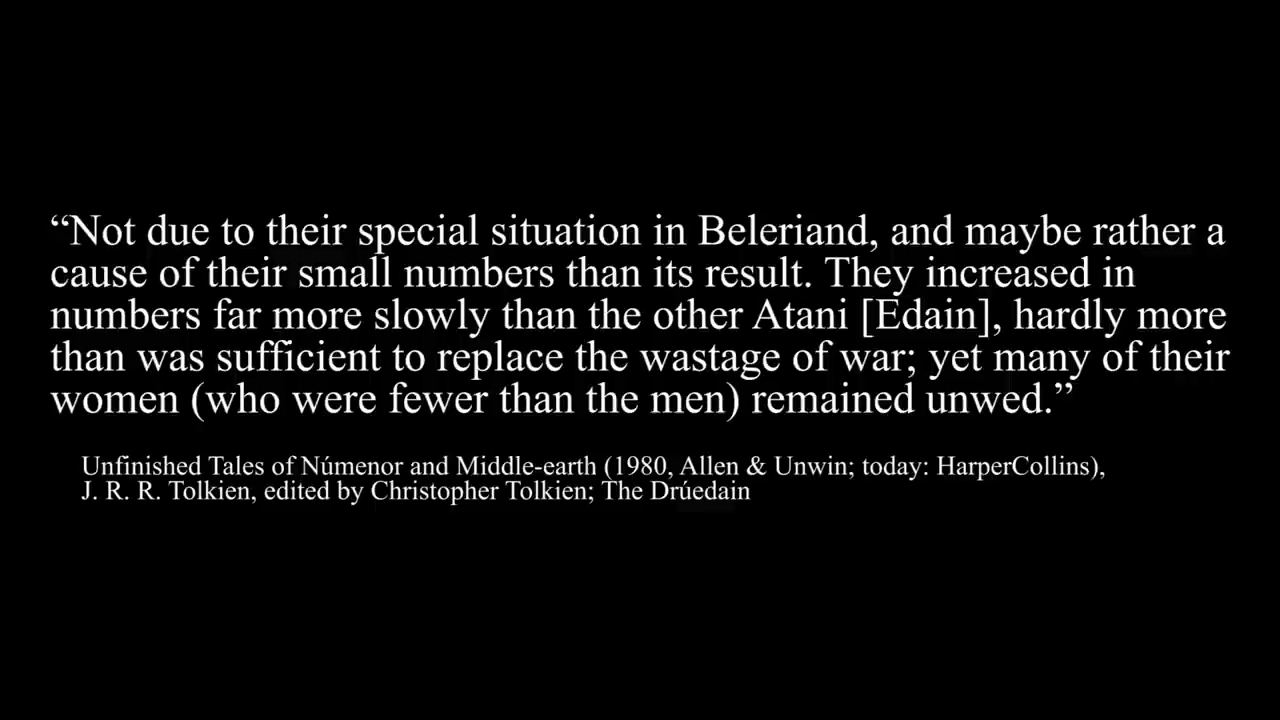 “Not due to their special situation in Beleriand, and maybe rather a
cause of their small numbers than its result. They increased in
numbers far more slowly than the other Atani [Edain], hardly more
than was sufficient to replace the wastage of war; yet many of their
women (who were fewer than the men) remained unwed.”
Unfinished Tales of Númenor and Middle-earth (1980, Allen & Unwin; today: HarperCollins),
J. R. R. Tolkien, edited by Christopher Tolkien; The Drúedain